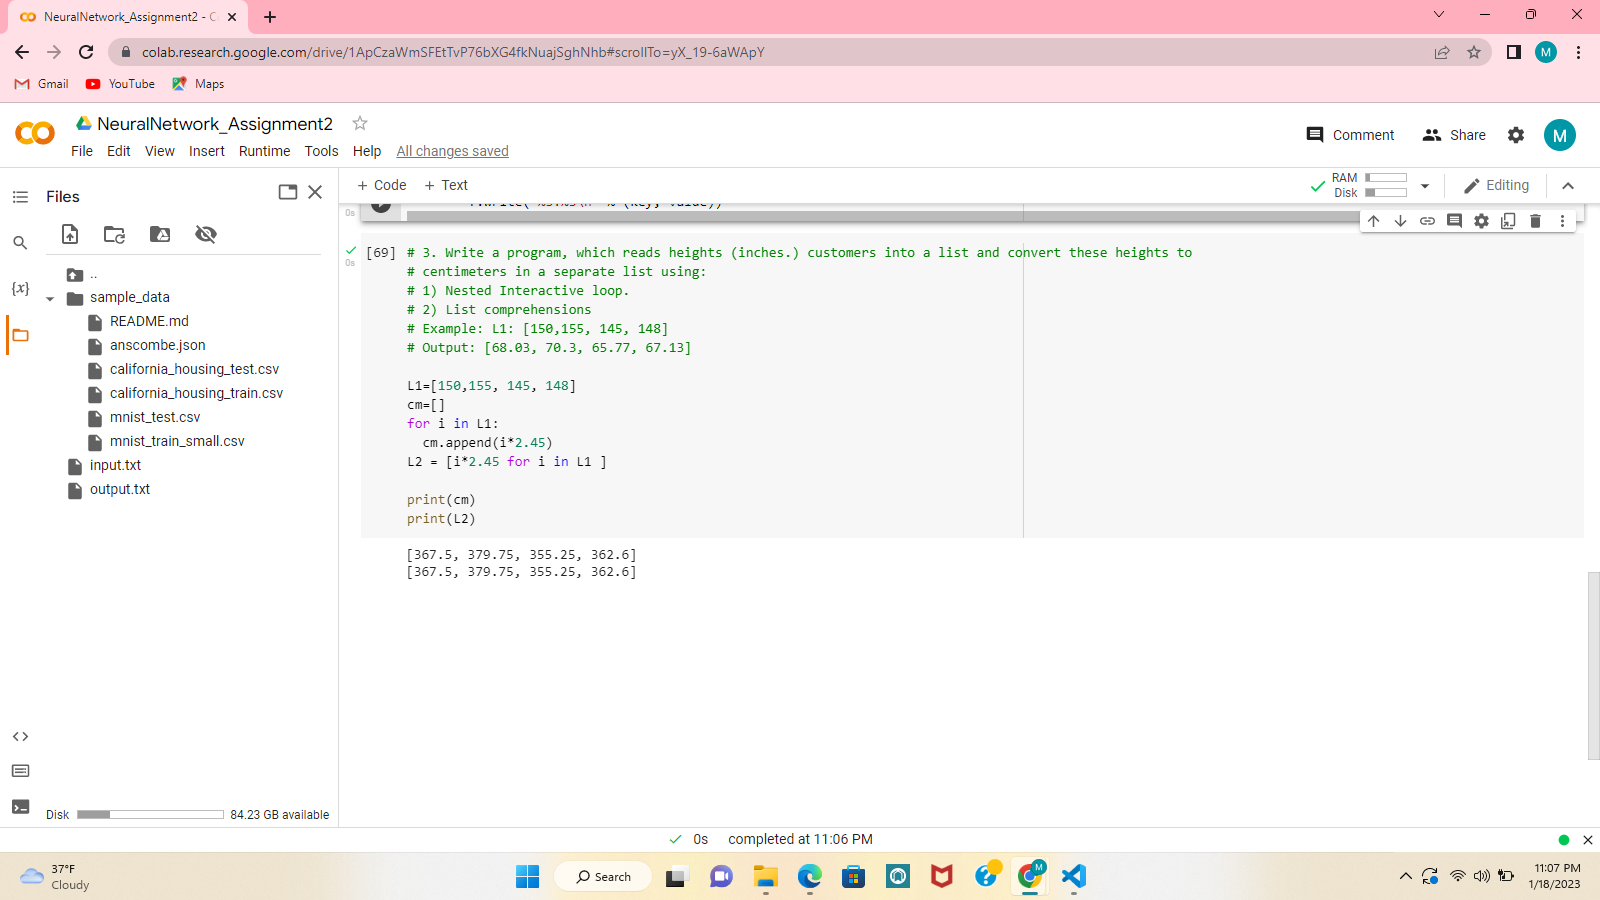 NeuralNetwork_Assignment2 - C
colab.research.google.com/drive/1ApCzaWmSFEtTvP76bXG4fkNuajSghNhb#scrollTo=yX_19-6aWApY
M
Gmail
YouTube
Maps
NeuralNetwork_Assignment2
File Edit View Insert Runtime Tools Help All changes saved
Comment
Share
M
Files
+ Code + Text
RAM
Disk
Editing
..
sample_data
README.md
anscombe.json
california_housing_test.csv
california_housing_train.csv
mnist_test.csv
mnist_train_small.csv
input.txt
output.txt
Disk
84.23 GB available
{x}
0s
0s
[69] # 3. Write a program, which reads heights (inches.) customers into a list and convert these heights to
# centimeters in a separate list using:
# 1) Nested Interactive loop.
# 2) List comprehensions
# Example: L1: [150,155, 145, 148]
# Output: [68.03, 70.3, 65.77, 67.13]
L1=[150,155, 145, 148]
cm=[]
for i in L1:
cm.append(i*2.45)
L2 = [i*2.45 for i in L1 ]
print(cm)
print(L2)
[367.5, 379.75, 355.25, 362.6]
[367.5, 379.75, 355.25, 362.6]
0s completed at 11:06 PM
37°F
Cloudy
Search
M
11:07 PM
1/18/2023